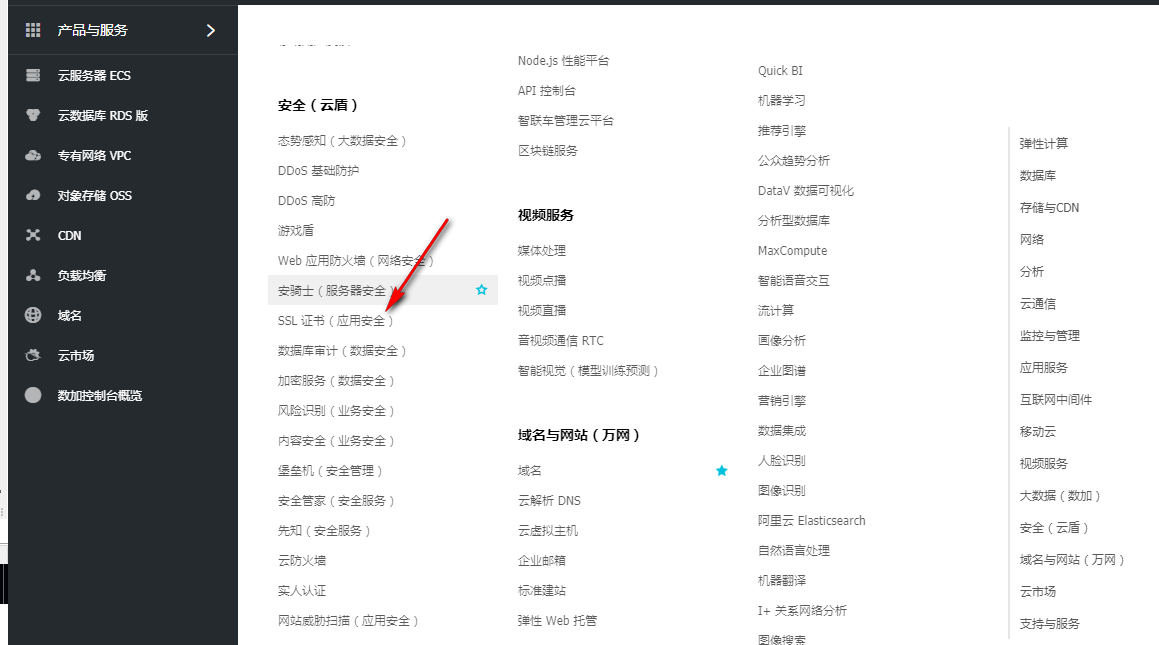 产品与服务
云服务器 ECS
云数据库 RDS 版
专有网络 VPC
对象存储 OSS
CDN
负载均衡
域名
云市场
数加控制台概览
安全（云盾）
态势感知（大数据安全）
DDoS 基础防护
DDoS 高防
游戏盾
Web 应用防火墙（网络安全）
安骑士（服务器安全）
SSL 证书（应用安全）
数据库审计（数据安全）
加密服务（数据安全）
风险识别（业务安全）
内容安全（业务安全）
堡垒机（安全管理）
安全管家（安全服务）
先知（安全服务）
云防火墙
实人认证
网站威胁扫描（应用安全）
Node.js 性能平台
API 控制台
智联车管理云平台
区块链服务
视频服务
媒体处理
视频点播
视频直播
音视频通信 RTC
智能视觉（模型训练预测）
域名与网站（万网）
域名
云解析 DNS
云虚拟主机
企业邮箱
标准建站
弹性 Web 托管
Quick BI
机器学习
推荐引擎
公众趋势分析
DataV 数据可视化
分析型数据库
MaxCompute
智能语音交互
流计算
画像分析
企业图谱
营销引擎
数据集成
人脸识别
图像识别
阿里云 Elasticsearch
自然语言处理
机器翻译
I+ 关系网络分析
图像搜索
弹性计算
数据库
存储与CDN
网络
分析
云通信
监控与管理
应用服务
互联网中间件
移动云
视频服务
大数据（数加）
安全（云盾）
域名与网站（万网）
云市场
支持与服务